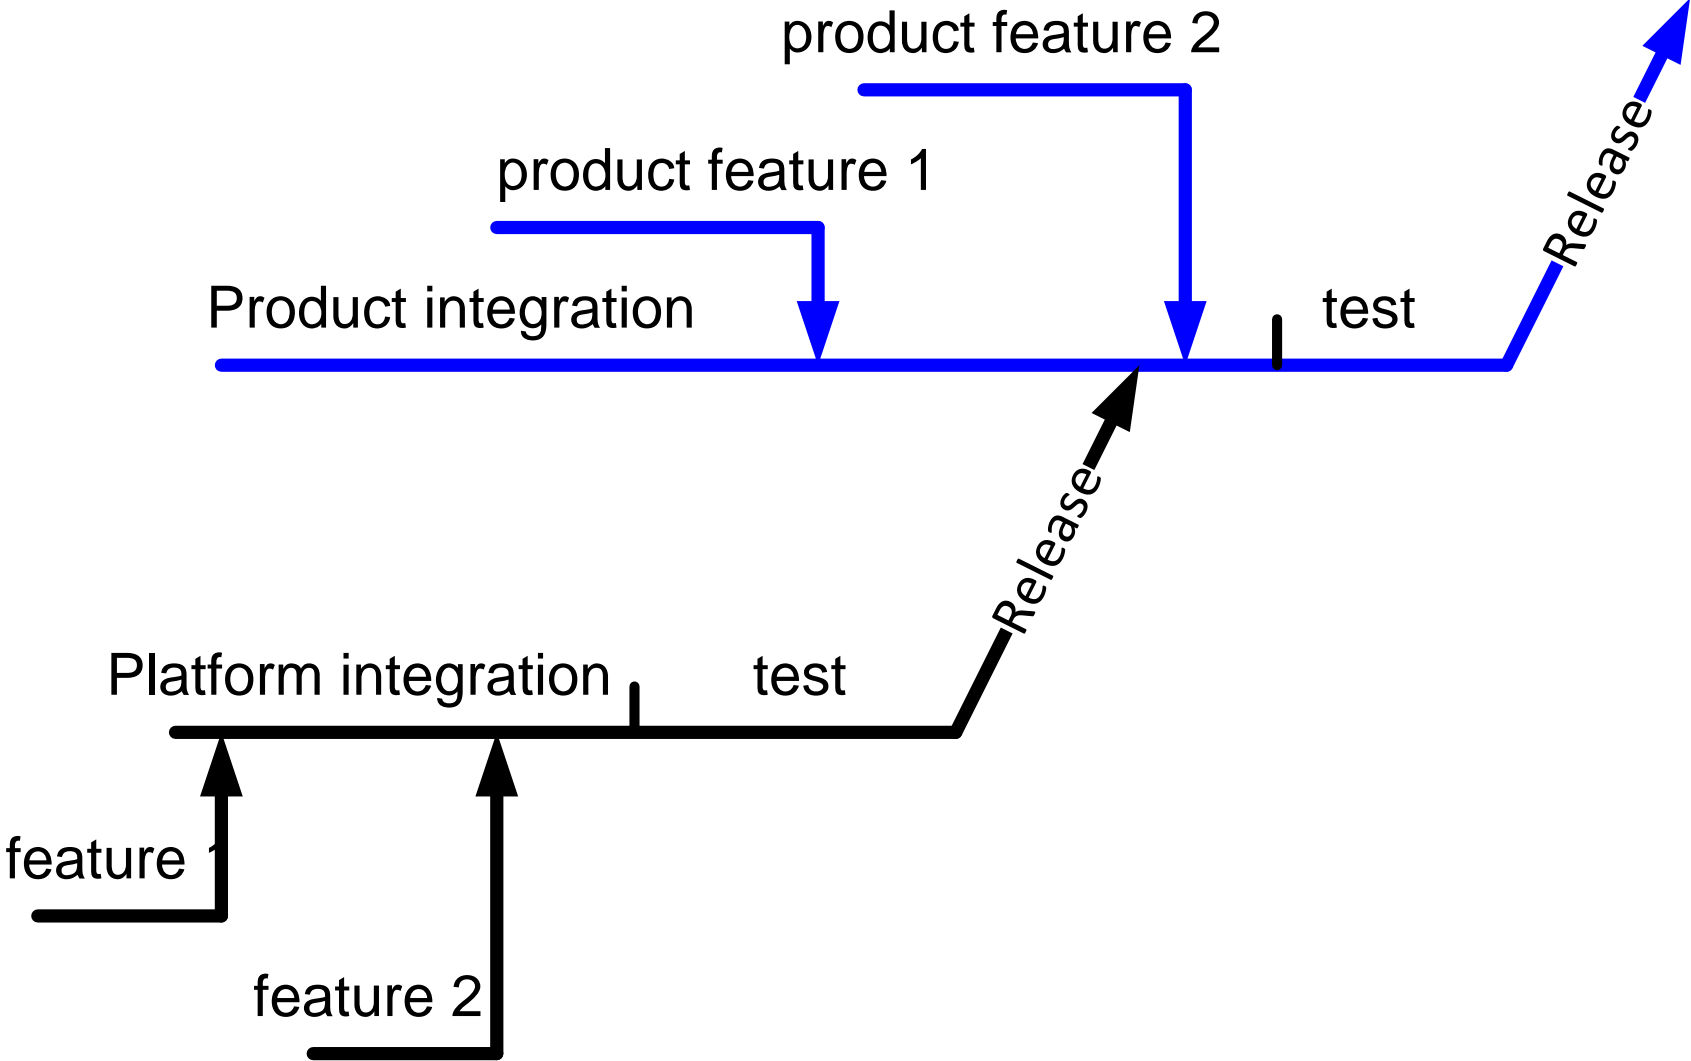 product feature 2
product feature 1
Product integration
test
Release
Release
Platform integration
test
feature 1
feature 2